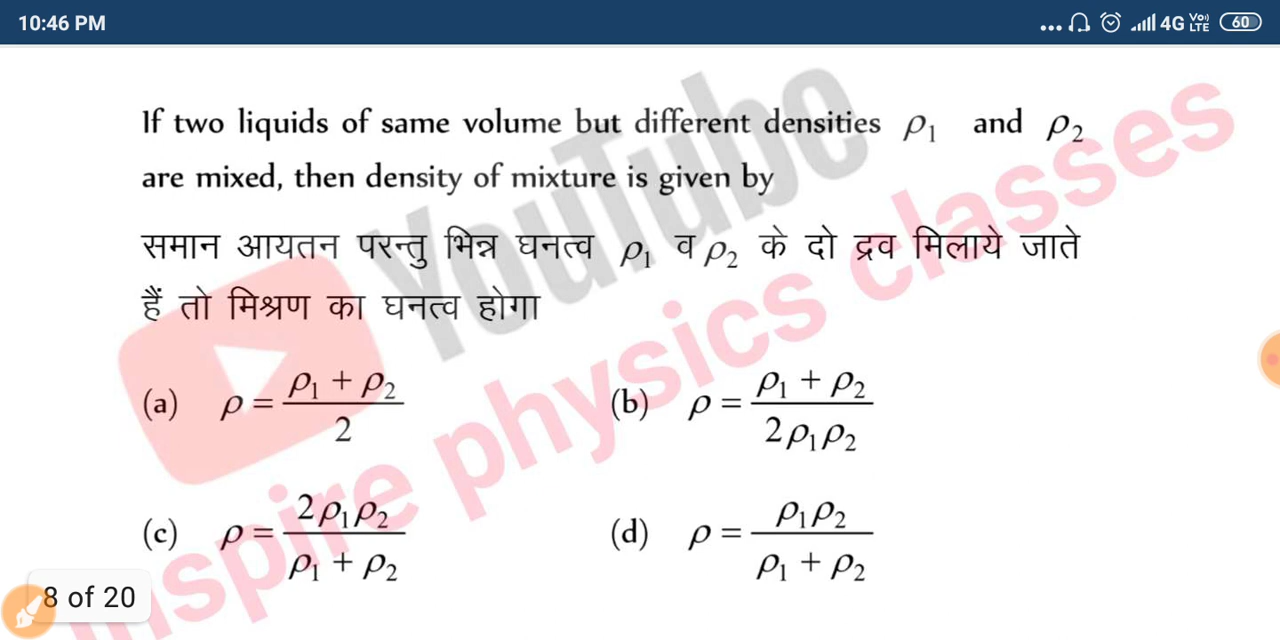 10:46 PM
... 4G Vo) LTE 60
If two liquids of same volume but different densities ρ₁ and ρ₂
are mixed, then density of mixture is given by
समान आयतन परन्तु भिन्न घनत्व ρ₁ व ρ₂ के दो द्रव मिलाये जाते
हैं तो मिश्रण का घनत्व होगा
(a) ρ = (ρ₁ + ρ₂)/2 (b) ρ = (ρ₁ + ρ₂)/(2ρ₁ρ₂)
(c) ρ = (2ρ₁ρ₂)/(ρ₁ + ρ₂) (d) ρ = (ρ₁ρ₂)/(ρ₁ + ρ₂)
8 of 20
YouTube
Inspire physics classes